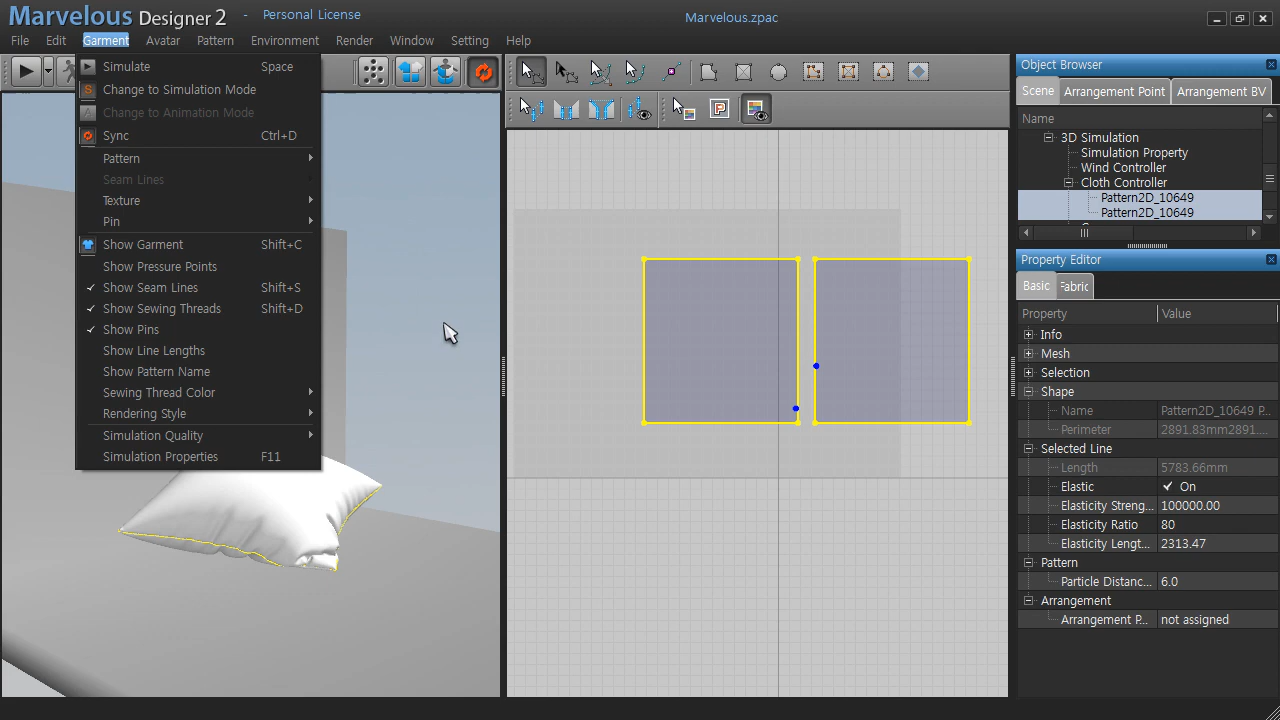 Marvelous Designer 2 - Personal License
Marvelous.zpac
File Edit Garment Avatar Pattern Environment Render Window Setting Help
Simulate Space
Change to Simulation Mode
Change to Animation Mode
Sync Ctrl+D
Pattern
Seam Lines
Texture
Pin
Show Garment Shift+C
Show Pressure Points
Show Seam Lines Shift+S
Show Sewing Threads Shift+D
Show Pins
Show Line Lengths
Show Pattern Name
Sewing Thread Color
Rendering Style
Simulation Quality
Simulation Properties F11
Object Browser
Scene Arrangement Point Arrangement BV
Name
3D Simulation
Simulation Property
Wind Controller
Cloth Controller
Pattern2D_10649
Pattern2D_10649
Property Editor
Basic Fabric
Property Value
Info
Mesh
Selection
Shape
Name Pattern2D_10649 P...
Perimeter 2891.83mm2891....
Selected Line
Length 5783.66mm
Elastic On
Elasticity Streng... 100000.00
Elasticity Ratio 80
Elasticity Lengt... 2313.47
Pattern
Particle Distanc... 6.0
Arrangement
Arrangement P... not assigned